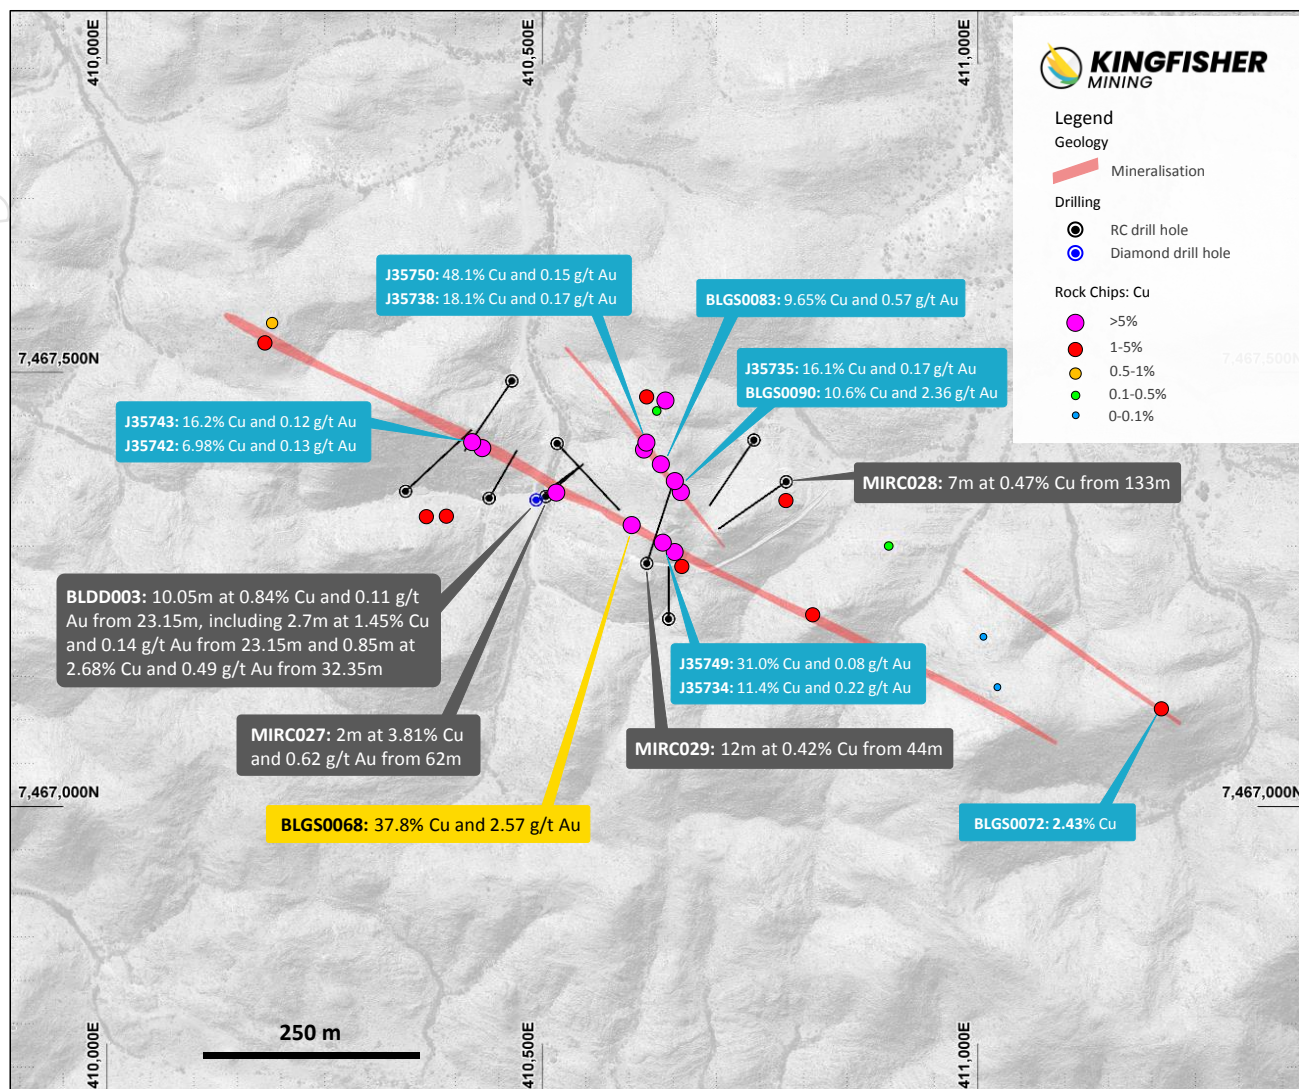 410,000E
410,500E
411,000E
KINGFISHER
MINING
Legend
Geology
Mineralisation
Drilling
RC drill hole
Diamond drill hole
Rock Chips: Cu
>5%
1-5%
0.5-1%
0.1-0.5%
0-0.1%
J35750: 48.1% Cu and 0.15 g/t Au
J35738: 18.1% Cu and 0.17 g/t Au
BLGS0083: 9.65% Cu and 0.57 g/t Au
7,467,500N
7,467,500N
J35735: 16.1% Cu and 0.17 g/t Au
BLGS0090: 10.6% Cu and 2.36 g/t Au
J35743: 16.2% Cu and 0.12 g/t Au
J35742: 6.98% Cu and 0.13 g/t Au
MIRC028: 7m at 0.47% Cu from 133m
BLDD003: 10.05m at 0.84% Cu and 0.11 g/t
Au from 23.15m, including 2.7m at 1.45% Cu
and 0.14 g/t Au from 23.15m and 0.85m at
2.68% Cu and 0.49 g/t Au from 32.35m
J35749: 31.0% Cu and 0.08 g/t Au
J35734: 11.4% Cu and 0.22 g/t Au
MIRC027: 2m at 3.81% Cu
and 0.62 g/t Au from 62m
MIRC029: 12m at 0.42% Cu from 44m
7,467,000N
7,467,000N
BLGS0068: 37.8% Cu and 2.57 g/t Au
BLGS0072: 2.43% Cu
250 m
410,000E
410,500E
411,000E